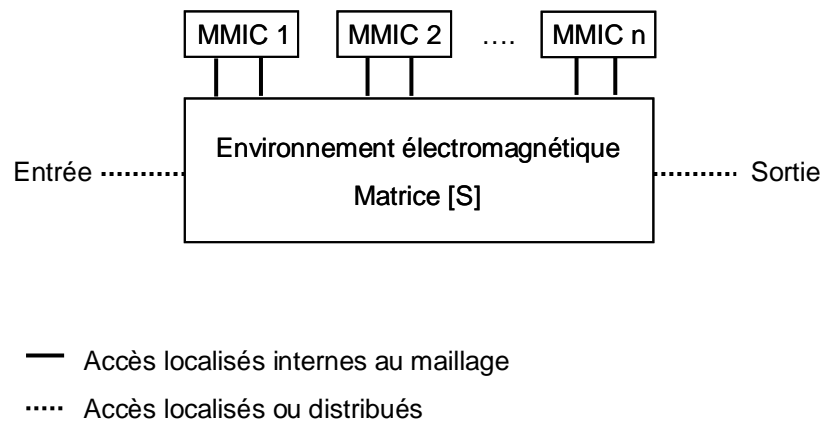 MMIC 1 MMIC 2 .... MMIC n
Environnement électromagnétique
Entrée Sortie
Matrice [S]
Accès localisés internes au maillage
Accès localisés ou distribués